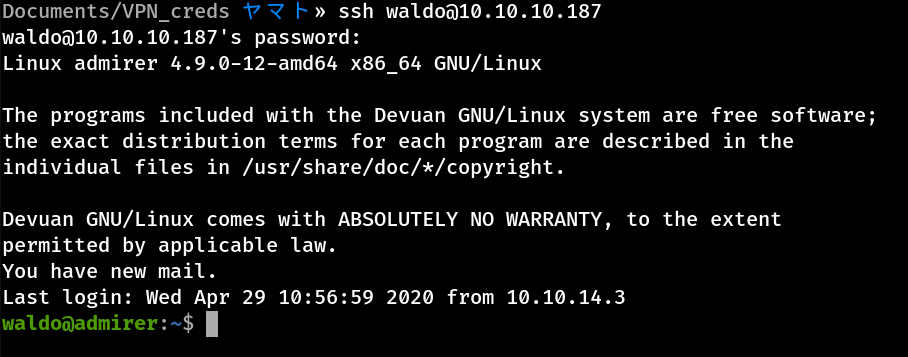 Documents/VPN_creds ヤマト» ssh waldo@10.10.10.187
waldo@10.10.10.187's password:
Linux admirer 4.9.0-12-amd64 x86_64 GNU/Linux
The programs included with the Devuan GNU/Linux system are free software;
the exact distribution terms for each program are described in the
individual files in /usr/share/doc/*/copyright.
Devuan GNU/Linux comes with ABSOLUTELY NO WARRANTY, to the extent
permitted by applicable law.
You have new mail.
Last login: Wed Apr 29 10:56:59 2020 from 10.10.14.3
waldo@admirer:~$